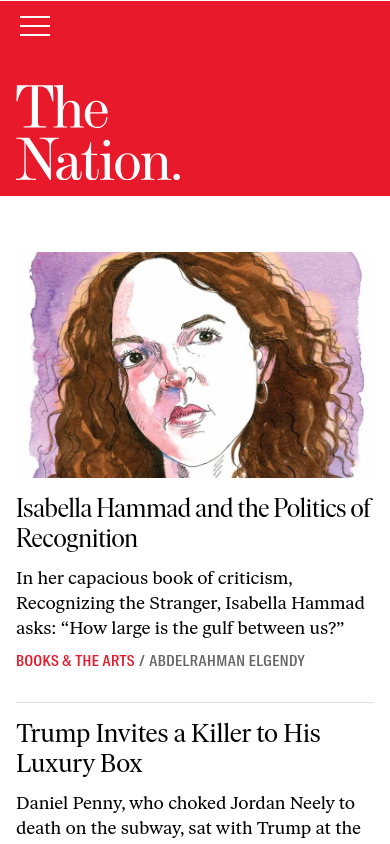 The
Nation.
Isabella Hammad and the Politics of
Recognition
In her capacious book of criticism,
Recognizing the Stranger, Isabella Hammad
asks: “How large is the gulf between us?”
BOOKS & THE ARTS / ABDELRAHMAN ELGENDY
Trump Invites a Killer to His
Luxury Box
Daniel Penny, who choked Jordan Neely to
death on the subway, sat with Trump at the